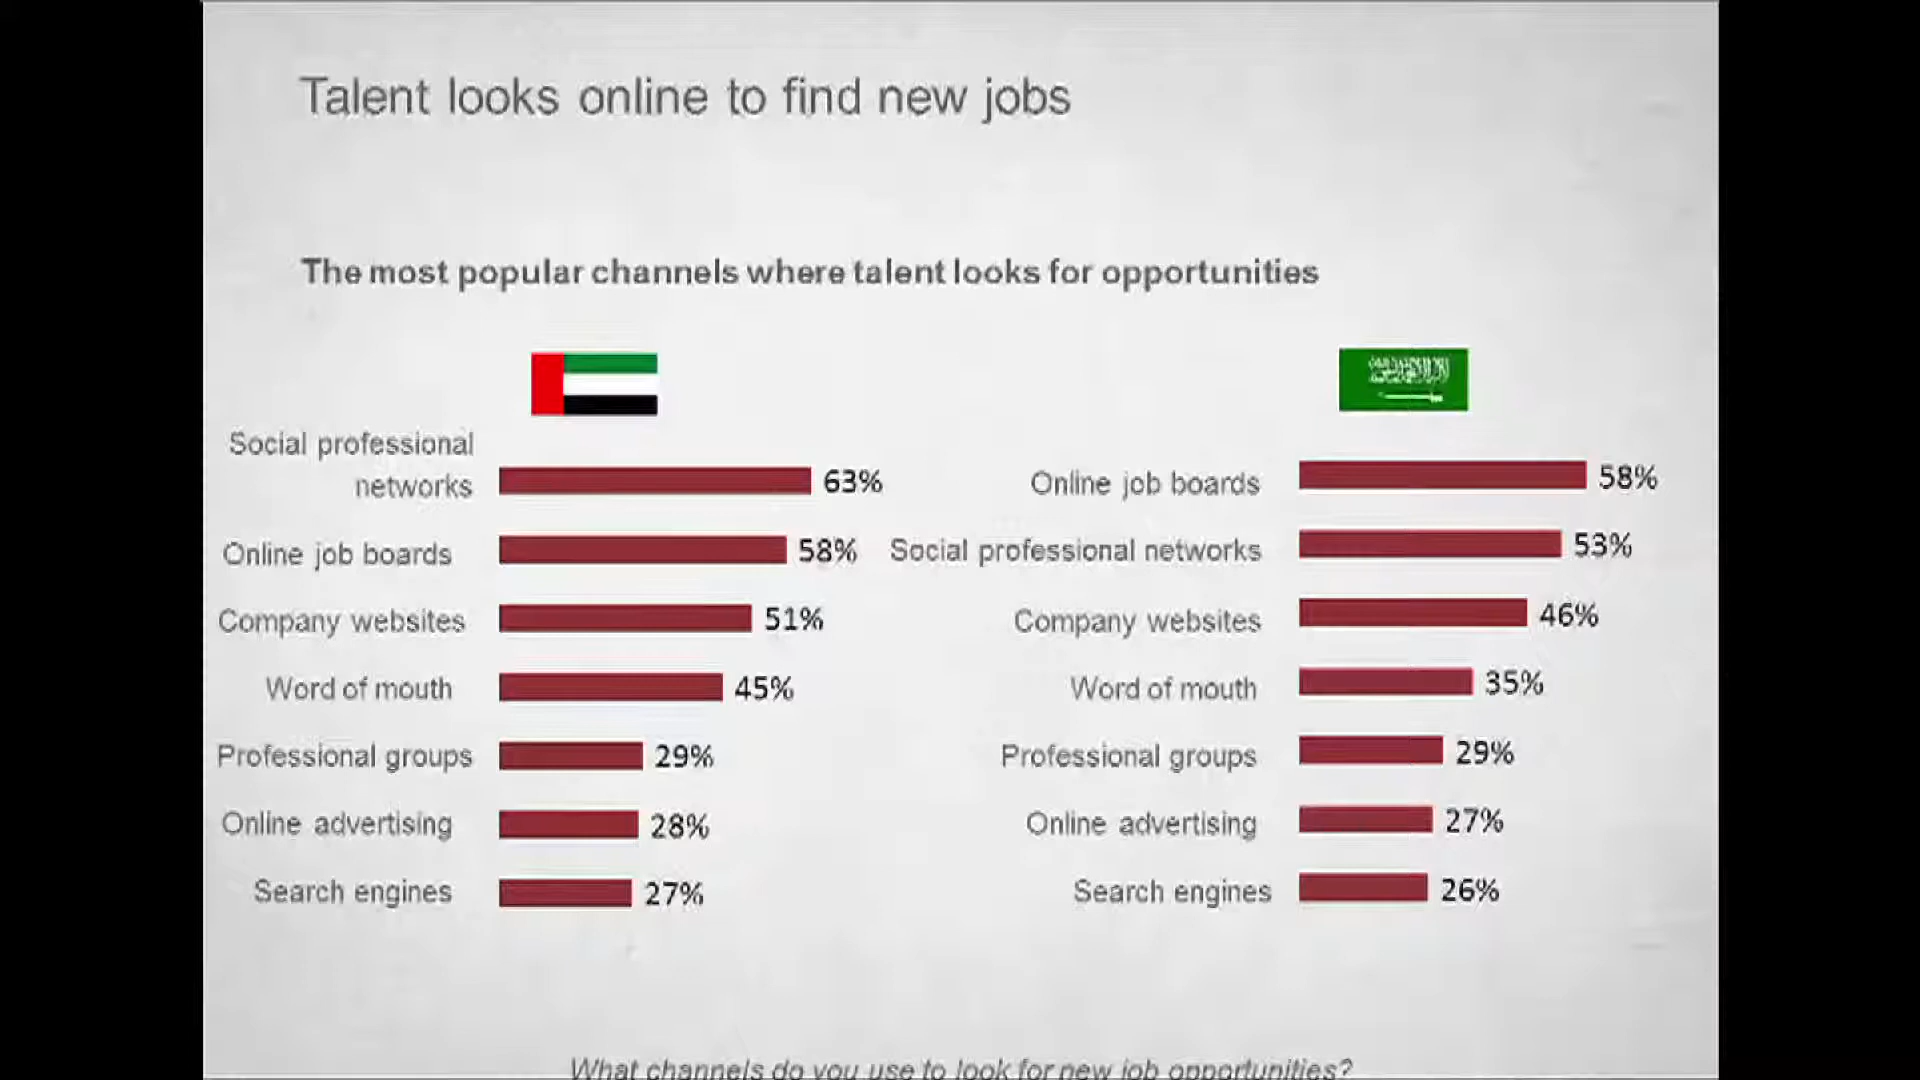 Talent looks online to find new jobs
The most popular channels where talent looks for opportunities
Social professional
networks
63%
Online job boards
58%
Company websites
51%
Word of mouth
45%
Professional groups
29%
Online advertising
28%
Search engines
27%
Online job boards
58%
Social professional networks
53%
Company websites
46%
Word of mouth
35%
Professional groups
29%
Online advertising
27%
Search engines
26%
What channels do you use to look for new job opportunities?